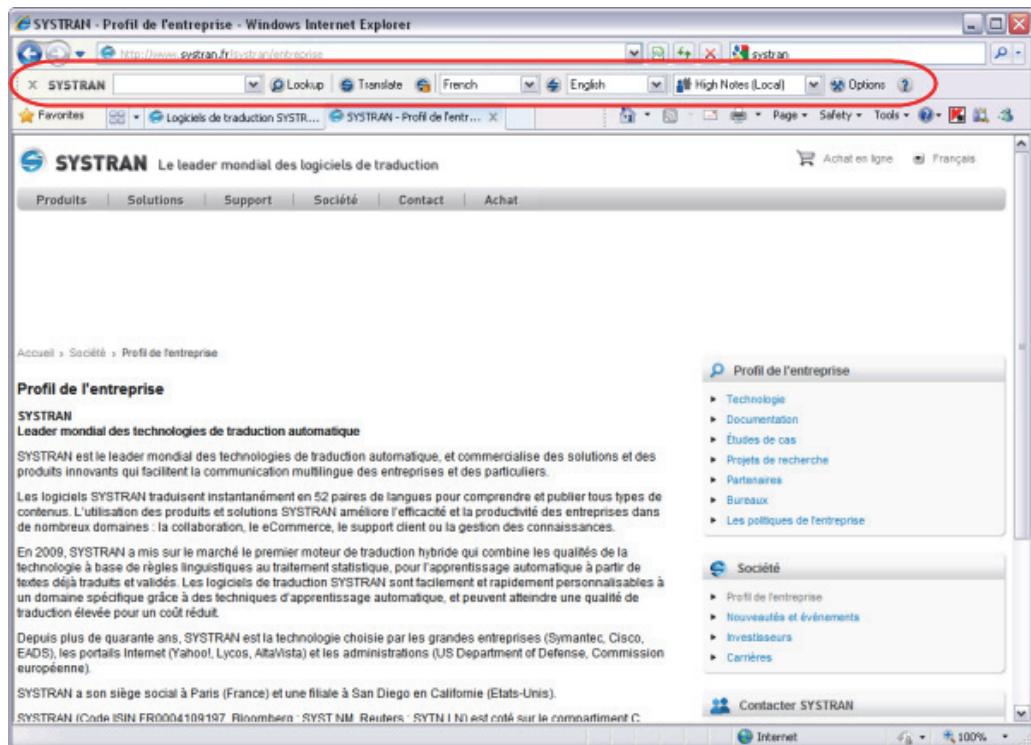 SYSTRAN - Profil de l'entreprise - Windows Internet Explorer
http://www.systran.fr/systran/entreprise systran
x SYSTRAN Lookup Translate French English High Notes (Local) Options ?
Favorites Logiciels de traduction SYSTR... SYSTRAN - Profil de l'entr... X Page Safety Tools
SYSTRAN Le leader mondial des logiciels de traduction Achat en ligne Français
Produits | Solutions | Support | Société | Contact | Achat
Accueil > Société > Profil de l'entreprise
Profil de l'entreprise
SYSTRAN
Leader mondial des technologies de traduction automatique
SYSTRAN est le leader mondial des technologies de traduction automatique, et commercialise des solutions et des
produits innovants qui facilitent la communication multilingue des entreprises et des particuliers.
Les logiciels SYSTRAN traduisent instantanément en 52 paires de langues pour comprendre et publier tous types de
contenus. L'utilisation des produits et solutions SYSTRAN améliore l'efficacité et la productivité des entreprises dans
de nombreux domaines : la collaboration, le eCommerce, le support client ou la gestion des connaissances.
En 2009, SYSTRAN a mis sur le marché le premier moteur de traduction hybride qui combine les qualités de la
technologie à base de règles linguistiques au traitement statistique, pour l'apprentissage automatique à partir de
textes déjà traduits et validés. Les logiciels de traduction SYSTRAN sont facilement et rapidement personnalisables à
un domaine spécifique grâce à des techniques d'apprentissage automatique, et peuvent atteindre une qualité de
traduction élevée pour un coût réduit.
Depuis plus de quarante ans, SYSTRAN est la technologie choisie par les grandes entreprises (Symantec, Cisco,
EADS), les portails Internet (Yahoo!, Lycos, AltaVista) et les administrations (US Department of Defense, Commission
européenne).
SYSTRAN a son siège social à Paris (France) et une filiale à San Diego en Californie (Etats-Unis).
SYSTRAN (Code ISIN FR0004109197, Bloomberg : SYST NM, Reuters : SYTN.LN) est coté sur le compartiment C
Profil de l'entreprise
Technologie
Documentation
Études de cas
Projets de recherche
Partenaires
Bureaux
Les politiques de l'entreprise
Société
Profil de l'entreprise
Nouveautés et événements
Investisseurs
Carrières
Contacter SYSTRAN
Internet 100%